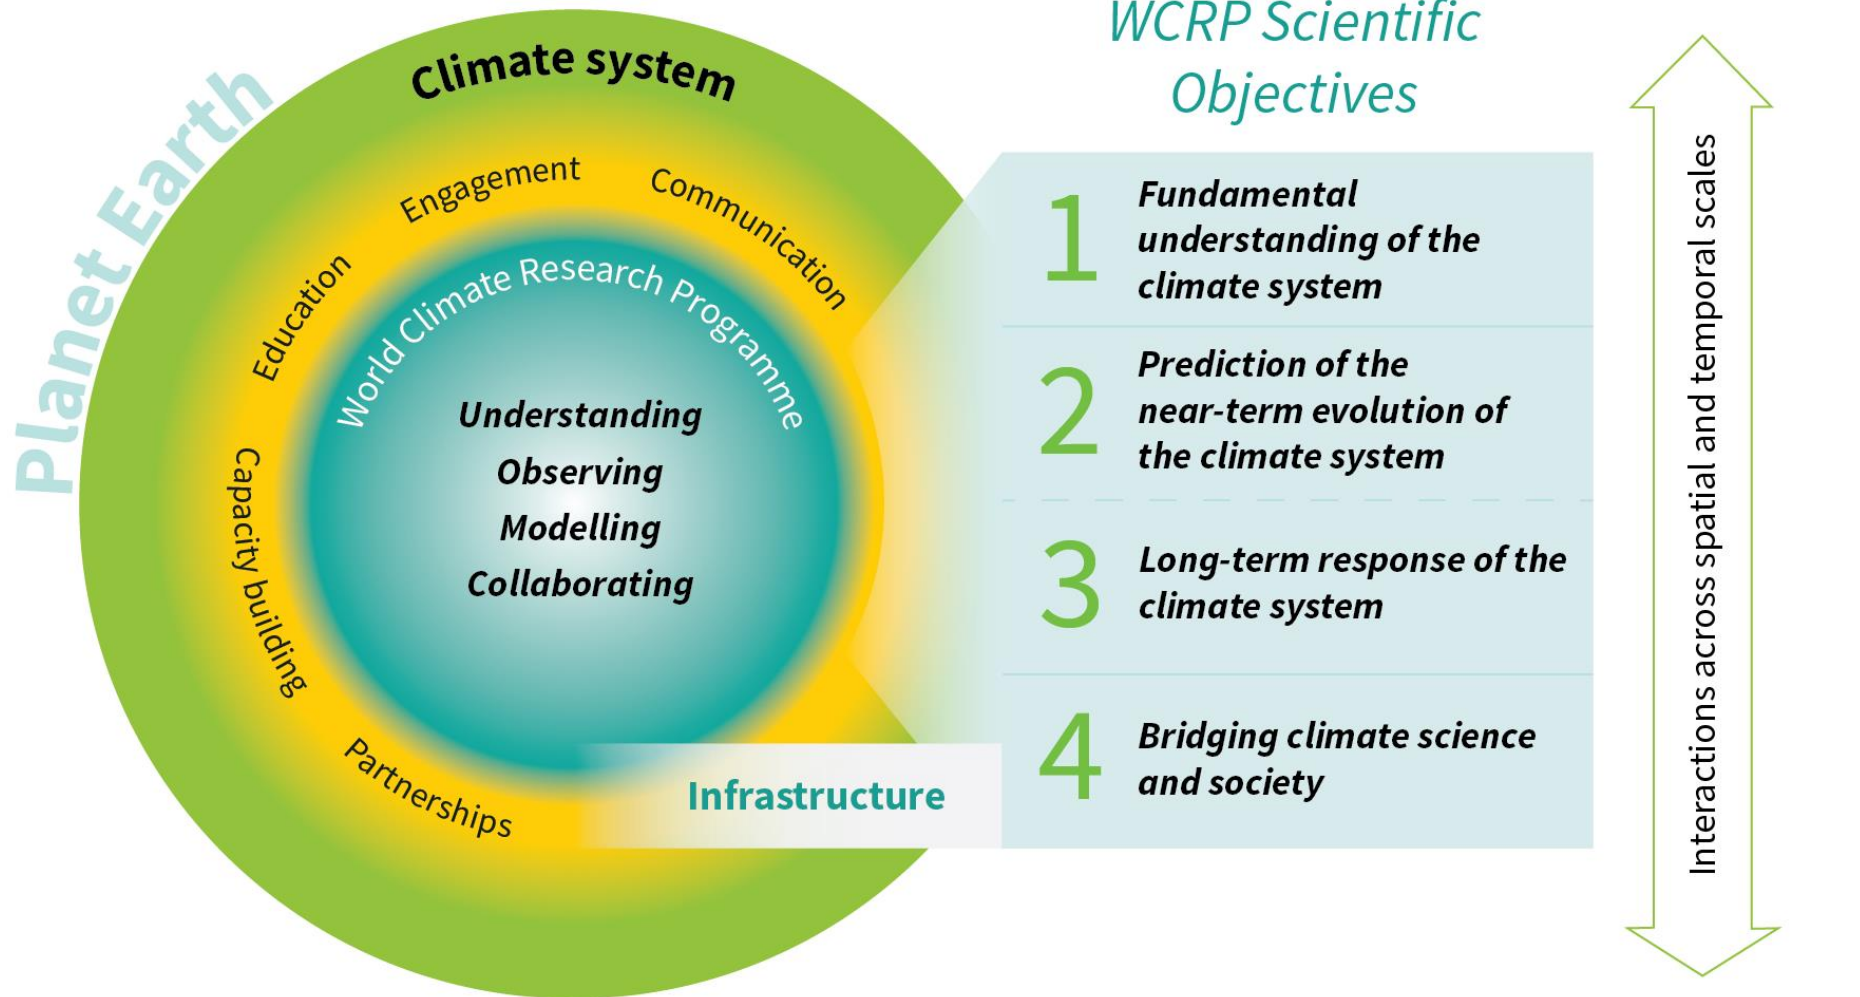 Planet Earth
Climate system
Engagement
Communication
Education
Capacity building
Partnerships
World Climate Research Programme
Understanding
Observing
Modelling
Collaborating
Infrastructure
WCRP Scientific
Objectives
1
Fundamental
understanding of the
climate system
2
Prediction of the
near-term evolution of
the climate system
3
Long-term response of the
climate system
4
Bridging climate science
and society
Interactions across spatial and temporal scales